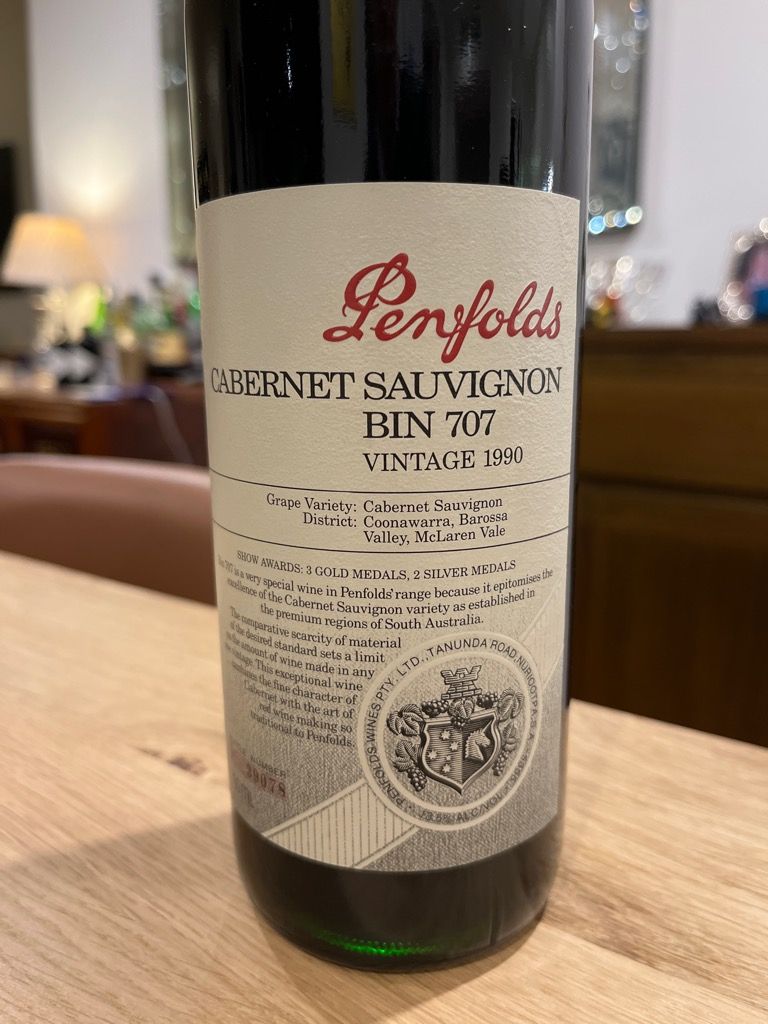 Penfolds
CABERNET SAUVIGNON
BIN 707
VINTAGE 1990
Grape Variety: Cabernet Sauvignon
District: Coonawarra, Barossa
Valley, McLaren Vale
SHOW AWARDS: 3 GOLD MEDALS, 2 SILVER MEDALS
707 is a very special wine in Penfolds' range because it epitomises the
excellence of the Cabernet Sauvignon variety as established in
the premium regions of South Australia.
The comparative scarcity of material
of the desired standard sets a limit
the amount of wine made in any
vintage. This exceptional wine
combines the fine character of
Cabernet with the art of
red wine making so
traditional to Penfolds.
PENFOLDS WINES PTY. LTD., TANUNDA ROAD, NURIOOTPA, S.A.
13.5% ALC/VOL
NUMBER
39078